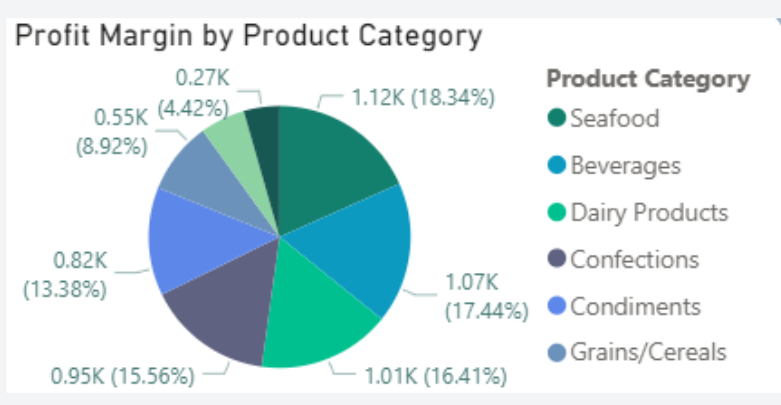 Profit Margin by Product Category
0.27K
(4.42%)
0.55K
(8.92%)
1.12K (18.34%)
0.82K
(13.38%)
1.07K
(17.44%)
0.95K (15.56%)
1.01K (16.41%)
Product Category
Seafood
Beverages
Dairy Products
Confections
Condiments
Grains/Cereals